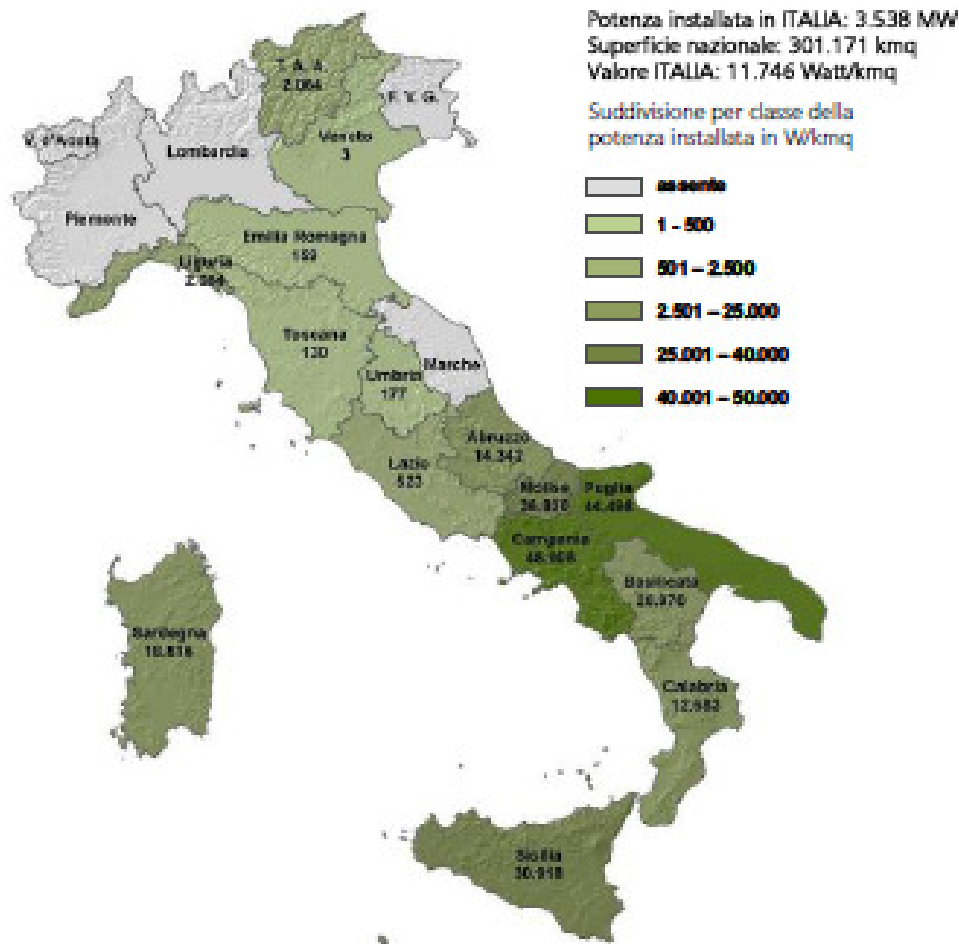 Potenza installata in ITALIA: 3.538 MW
Superficie nazionale: 301.171 kmq
Valore ITALIA: 11.746 Watt/kmq
Suddivisione per classe della
potenza installata in W/kmq
assente
1 - 500
501 – 2.500
2.501 – 25.000
25.001 – 40.000
40.001 – 50.000
T. A. A.
2.064
F. V. G.
V. d'Aosta
Veneto
3
Lombardia
Piemonte
Emilia Romagna
Liguria
Toscana
Umbria
177
Marche
Abruzzo
14.342
Lazio
523
Molise
Puglia
Campania
Basilicata
Sardegna
Calabria
Sicilia